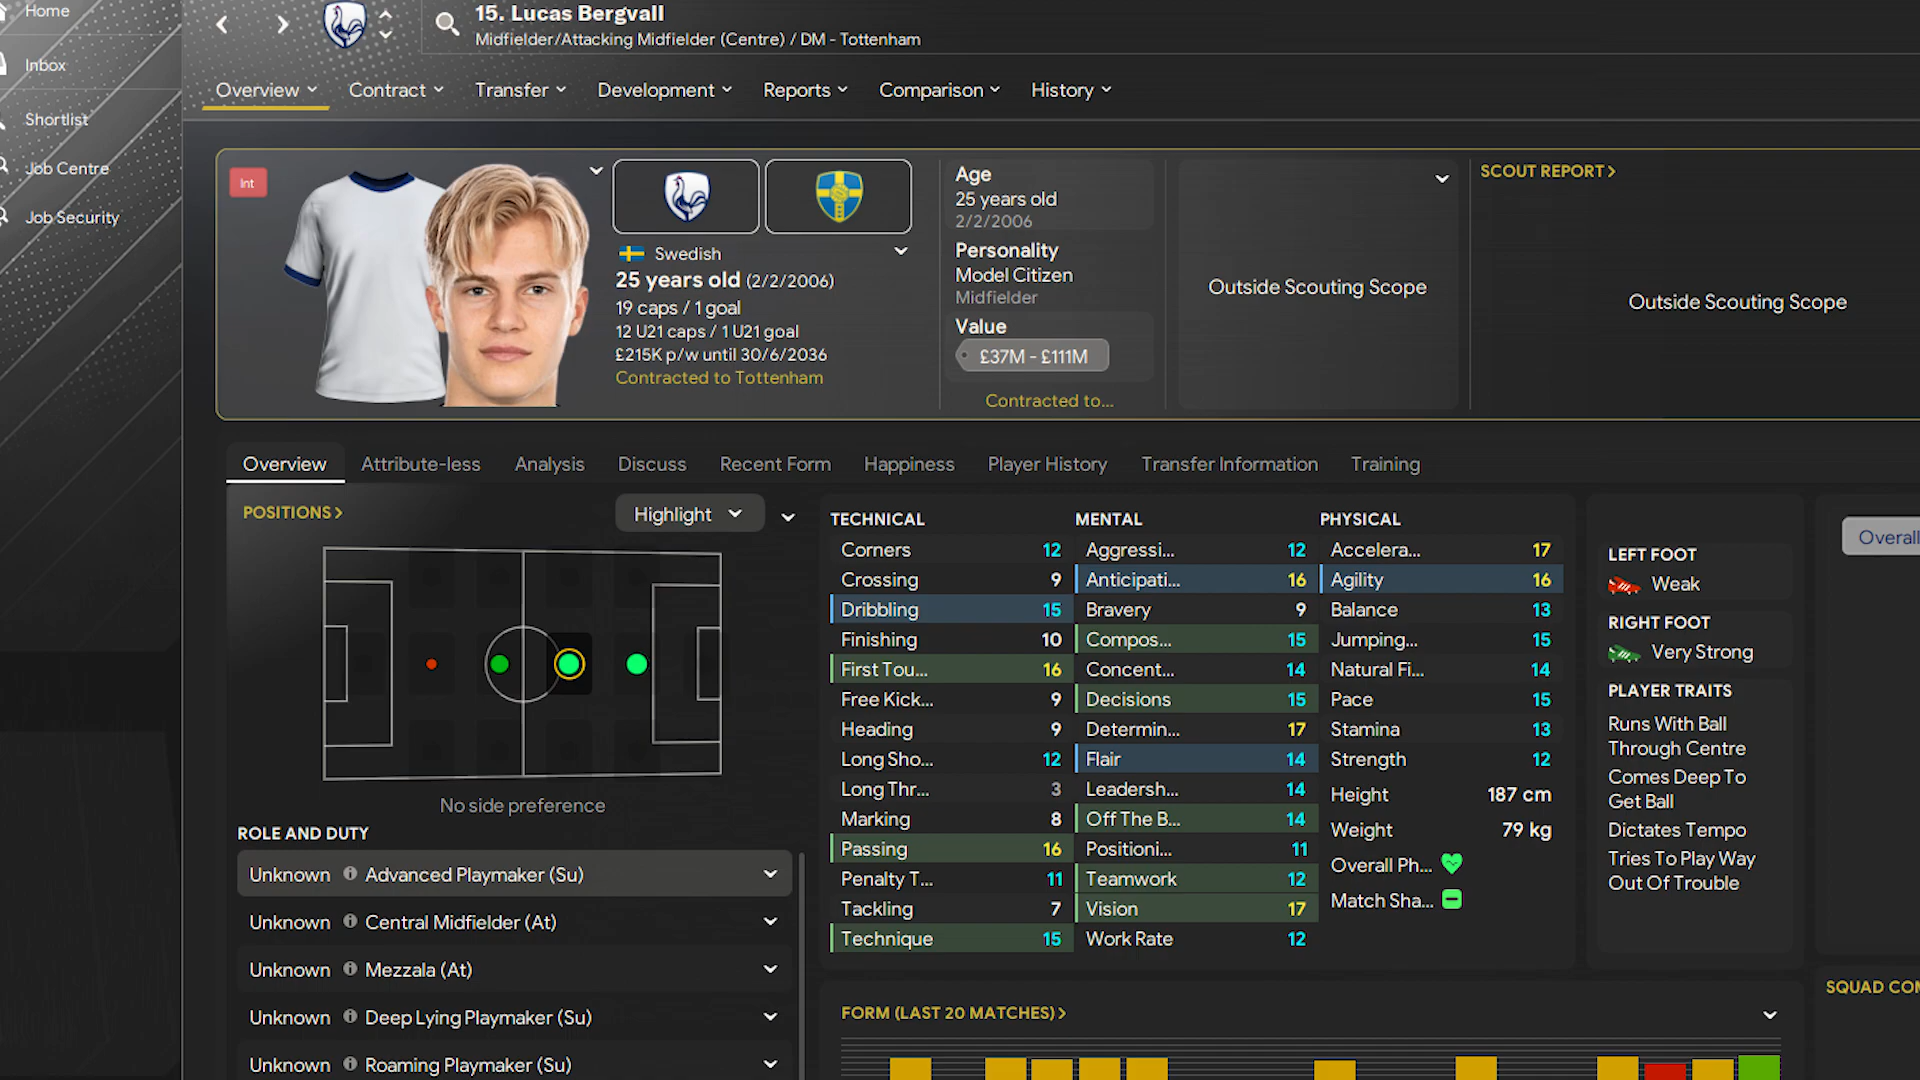 Home
Inbox
Shortlist
Job Centre
Job Security
15. Lucas Bergvall
Midfielder/Attacking Midfielder (Centre) / DM - Tottenham
Overview Contract Transfer Development Reports Comparison History
Int
Swedish
25 years old (2/2/2006)
19 caps / 1 goal
12 U21 caps / 1 U21 goal
£215K p/w until 30/6/2036
Contracted to Tottenham
Age
25 years old
2/2/2006
Personality
Model Citizen
Midfielder
Value
£37M - £111M
Contracted to...
Outside Scouting Scope
SCOUT REPORT
Outside Scouting Scope
Overview Attribute-less Analysis Discuss Recent Form Happiness Player History Transfer Information Training
POSITIONS
Highlight
No side preference
ROLE AND DUTY
Unknown Advanced Playmaker (Su)
Unknown Central Midfielder (At)
Unknown Mezzala (At)
Unknown Deep Lying Playmaker (Su)
Unknown Roaming Playmaker (Su)
TECHNICAL
Corners 12
Crossing 9
Dribbling 15
Finishing 10
First Tou... 16
Free Kick... 9
Heading 9
Long Sho... 12
Long Thr... 3
Marking 8
Passing 16
Penalty T... 11
Tackling 7
Technique 15
MENTAL
Aggressi... 12
Anticipati... 16
Bravery 9
Compos... 15
Concent... 14
Decisions 15
Determin... 17
Flair 14
Leadersh... 14
Off The B... 14
Positioni... 11
Teamwork 12
Vision 17
Work Rate 12
PHYSICAL
Accelera... 17
Agility 16
Balance 13
Jumping... 15
Natural Fi... 14
Pace 15
Stamina 13
Strength 12
Height 187 cm
Weight 79 kg
Overall Ph...
Match Sha...
LEFT FOOT
Weak
RIGHT FOOT
Very Strong
PLAYER TRAITS
Runs With Ball
Through Centre
Comes Deep To
Get Ball
Dictates Tempo
Tries To Play Way
Out Of Trouble
Overall
FORM (LAST 20 MATCHES)
SQUAD CO